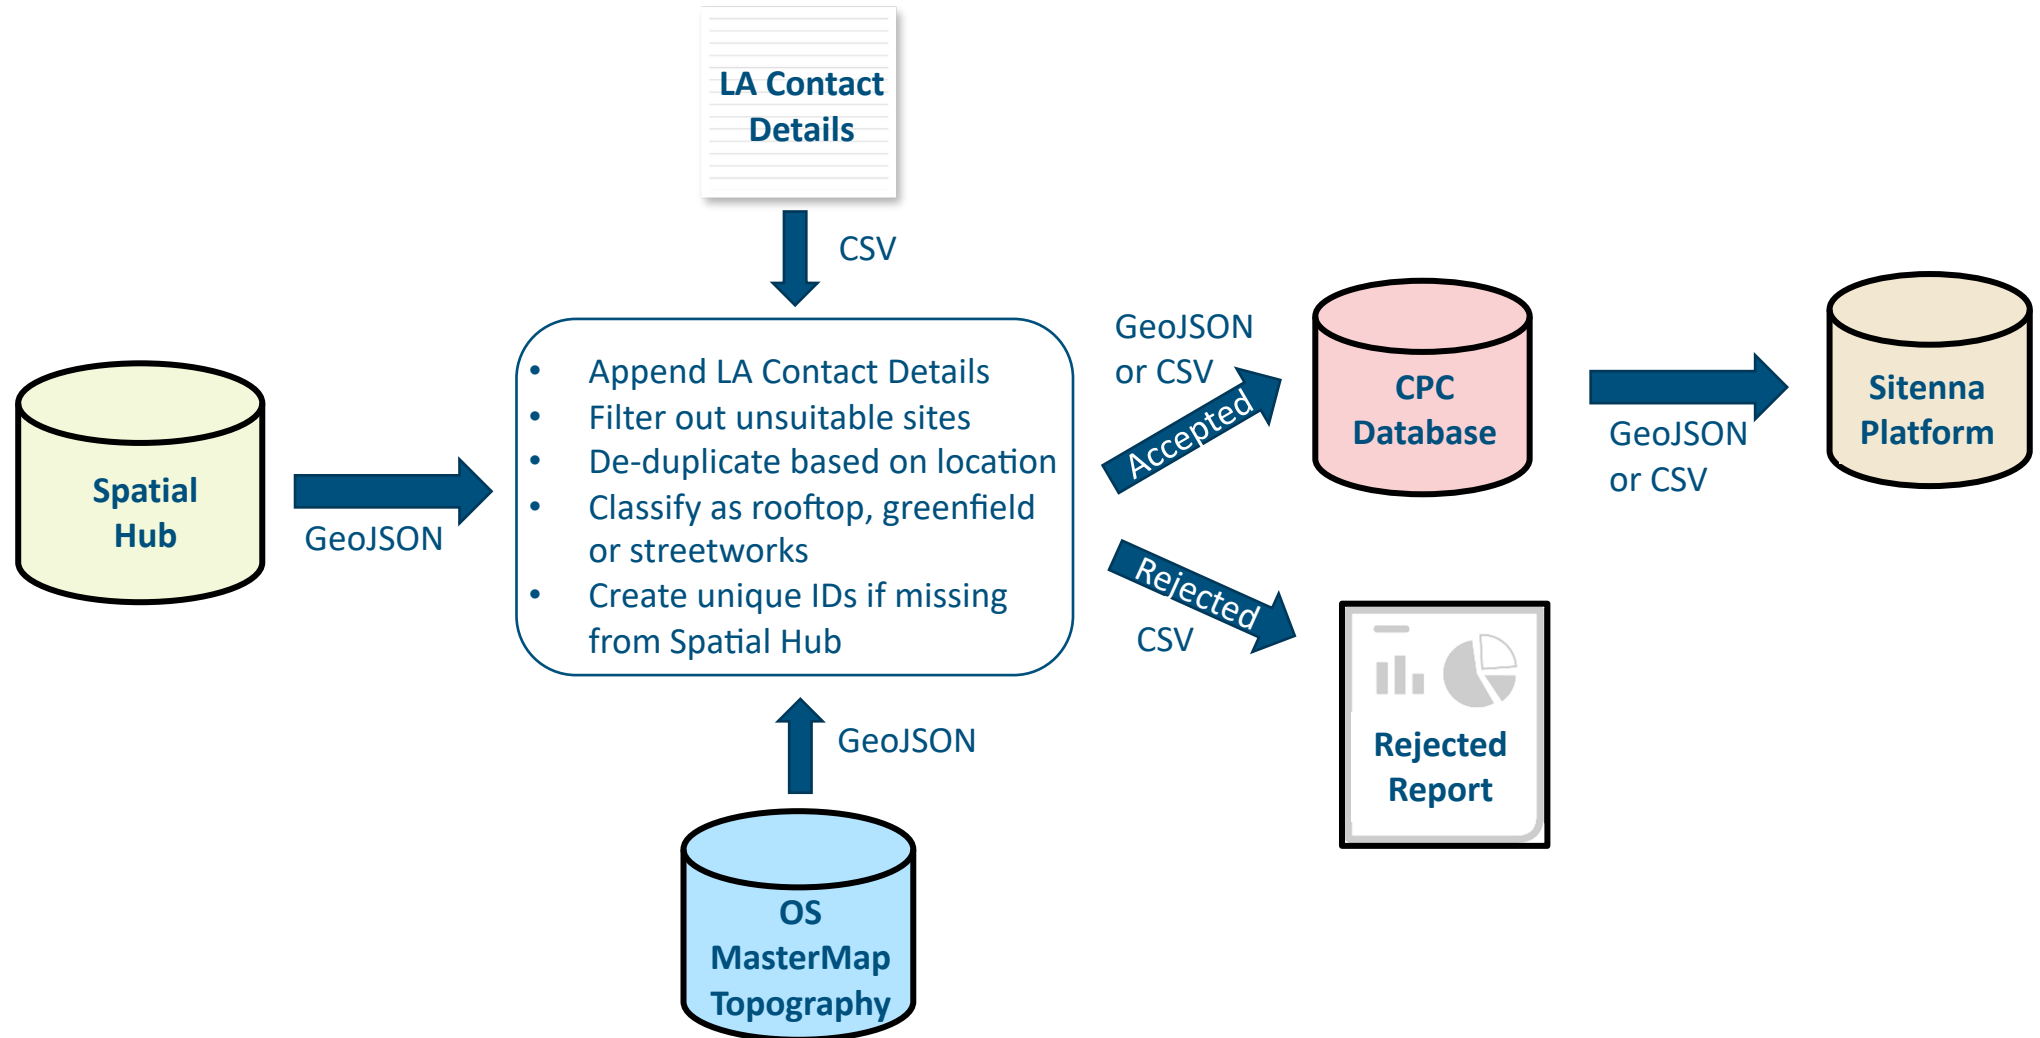 LA Contact
Details
CSV
GeoJSON
or CSV
• Append LA Contact Details
• Filter out unsuitable sites
• De-duplicate based on location
• Classify as rooftop, greenfield
or streetworks
• Create unique IDs if missing
from Spatial Hub
Spatial
Hub
GeoJSON
Accepted
CPC
Database
GeoJSON
or CSV
Sitenna
Platform
Rejected
CSV
Rejected
Report
GeoJSON
OS
MasterMap
Topography